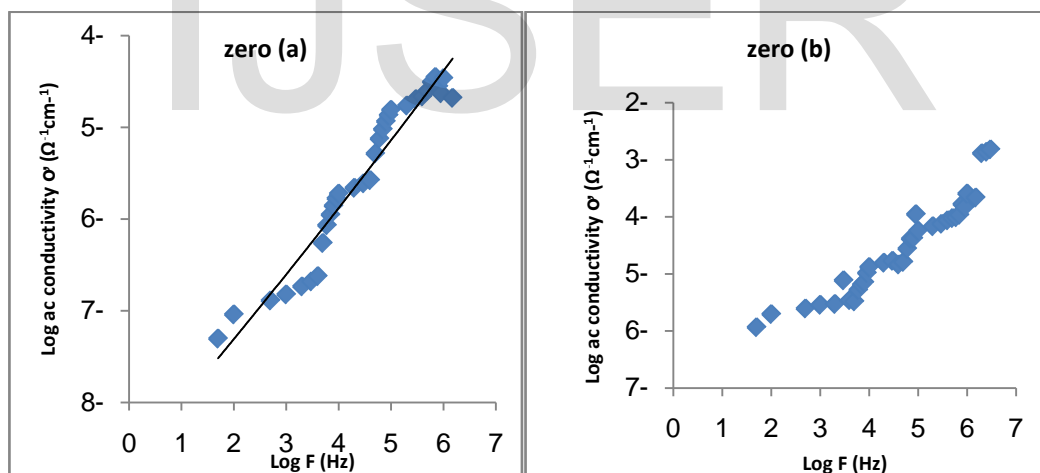 IJSER
zero (a)
Log ac conductivity σ' (Ω⁻¹cm⁻¹)
4-
5-
6-
7-
8-
0 1 2 3 4 5 6 7
Log F (Hz)
zero (b)
Log ac conductivity σ' (Ω⁻¹cm⁻¹)
2-
3-
4-
5-
6-
7-
0 1 2 3 4 5 6 7
Log F (Hz)